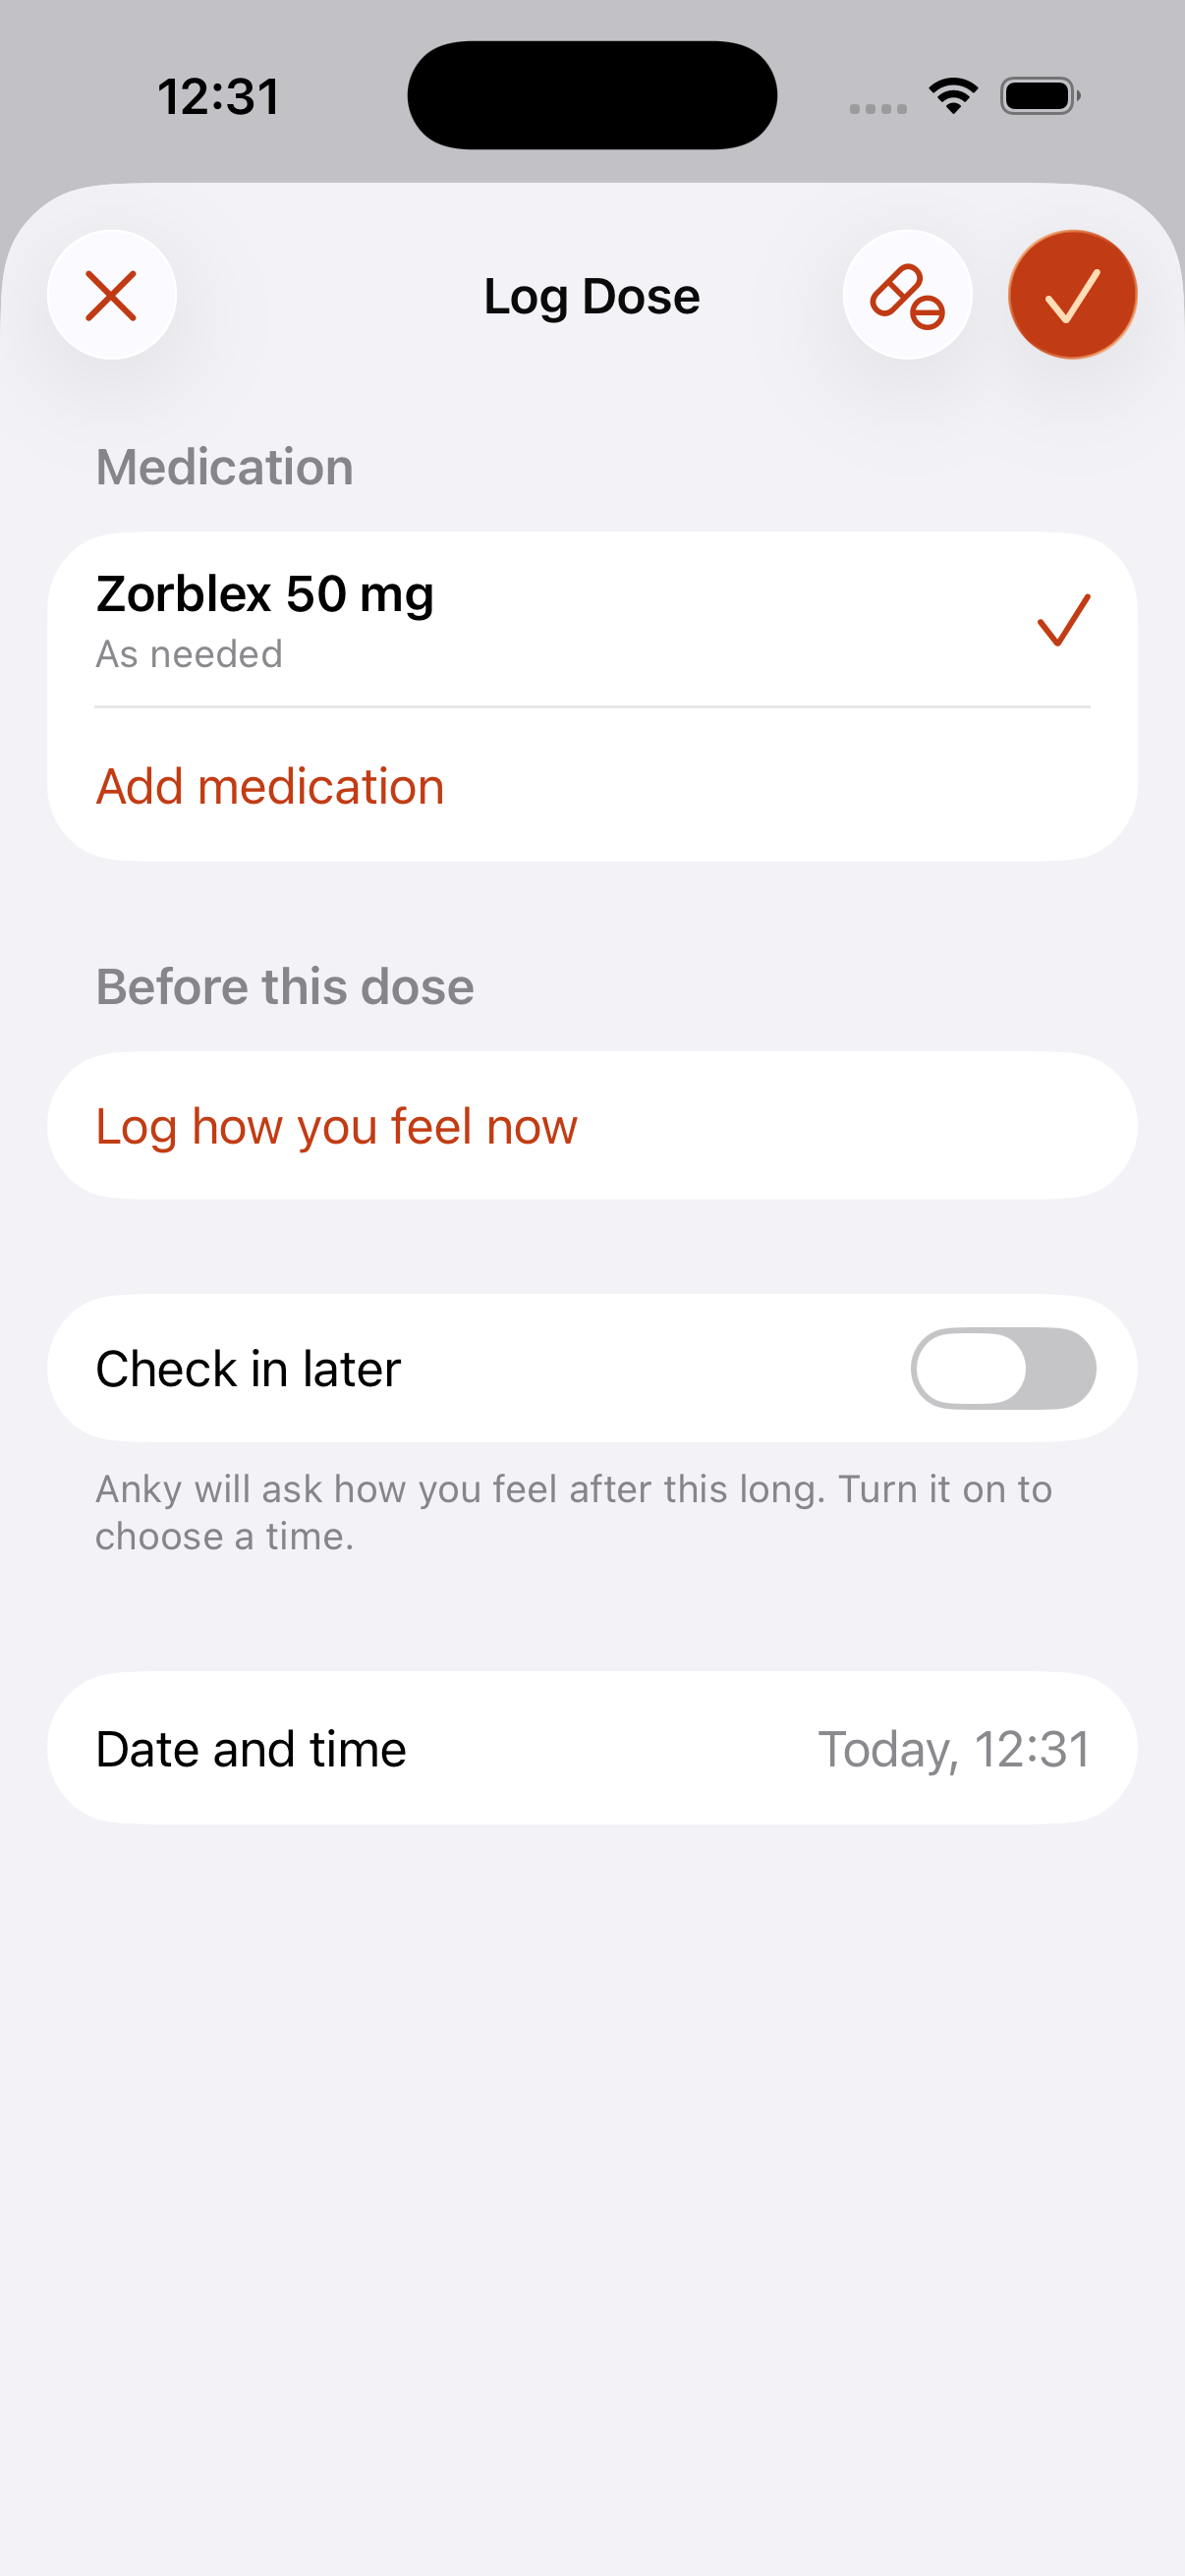 12:31
Log Dose
Medication
Zorblex 50 mg
As needed
Add medication
Before this dose
Log how you feel now
Check in later
Anky will ask how you feel after this long. Turn it on to
choose a time.
Date and time
Today, 12:31